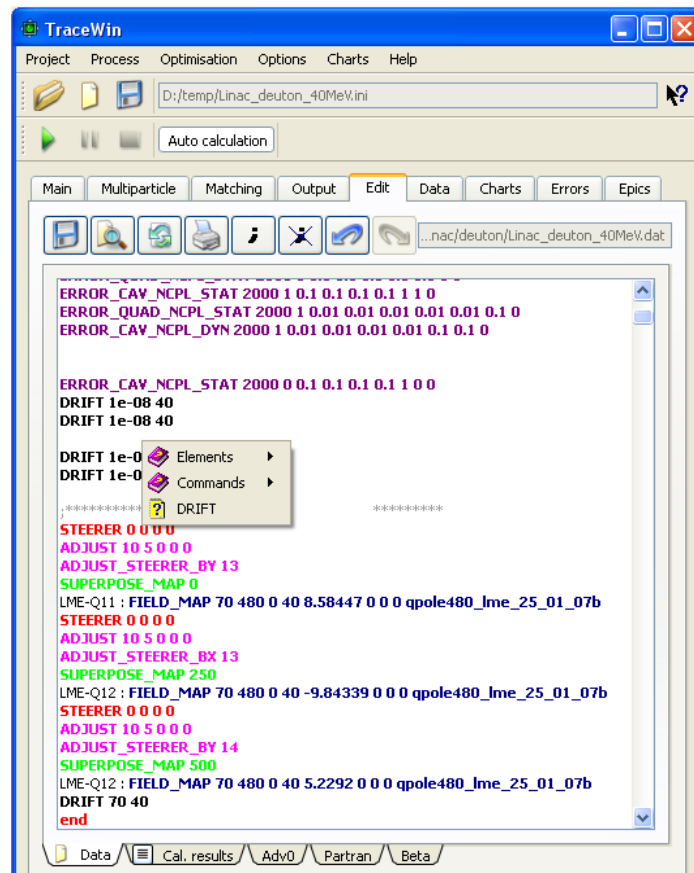 TraceWin
Project Process Optimisation Options Charts Help
D:/temp/Linac_deuton_40MeV.ini
Auto calculation
Main Multiparticle Matching Output Edit Data Charts Errors Epics
...nac/deuton/Linac_deuton_40MeV.dat
ERROR_CAV_NCPL_STAT 2000 1 0.1 0.1 0.1 0.1 1 1 0
ERROR_QUAD_NCPL_STAT 2000 1 0.01 0.01 0.01 0.01 0.01 0.1 0
ERROR_CAV_NCPL_DYN 2000 1 0.01 0.01 0.01 0.01 0.1 0.1 0
ERROR_CAV_NCPL_STAT 2000 0 0.1 0.1 0.1 0.1 1 0 0
DRIFT 1e-08 40
DRIFT 1e-08 40
DRIFT 1e-0
DRIFT 1e-0
Elements
Commands
DRIFT
;********** *********
STEERER 0 0 0 0
ADJUST 10 5 0 0 0
ADJUST_STEERER_BY 13
SUPERPOSE_MAP 0
LME-Q11 : FIELD_MAP 70 480 0 40 8.58447 0 0 0 qpole480_lme_25_01_07b
STEERER 0 0 0 0
ADJUST 10 5 0 0 0
ADJUST_STEERER_BX 13
SUPERPOSE_MAP 250
LME-Q12 : FIELD_MAP 70 480 0 40 -9.84339 0 0 0 qpole480_lme_25_01_07b
STEERER 0 0 0 0
ADJUST 10 5 0 0 0
ADJUST_STEERER_BY 14
SUPERPOSE_MAP 500
LME-Q12 : FIELD_MAP 70 480 0 40 5.2292 0 0 0 qpole480_lme_25_01_07b
DRIFT 70 40
end
Data Cal. results Adv0 Partran Beta